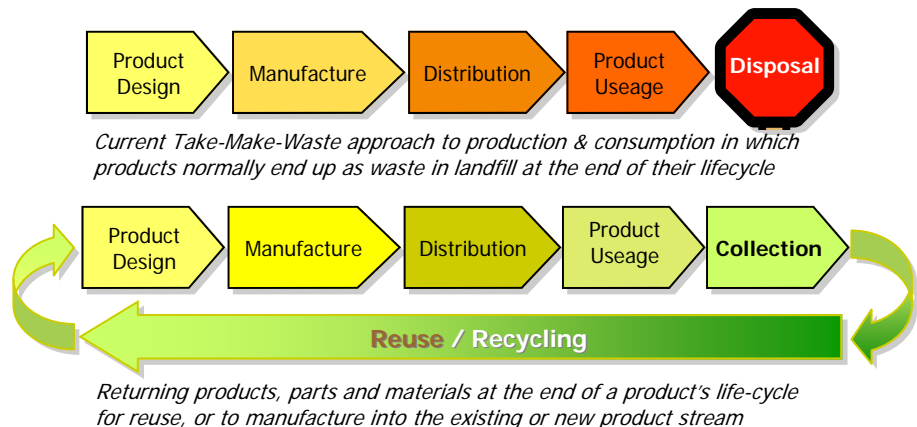 Product
Design
Manufacture
Distribution
Product
Useage
Disposal
Current Take-Make-Waste approach to production & consumption in which
products normally end up as waste in landfill at the end of their lifecycle
Product
Design
Manufacture
Distribution
Product
Useage
Collection
Reuse / Recycling
Returning products, parts and materials at the end of a product's life-cycle
for reuse, or to manufacture into the existing or new product stream